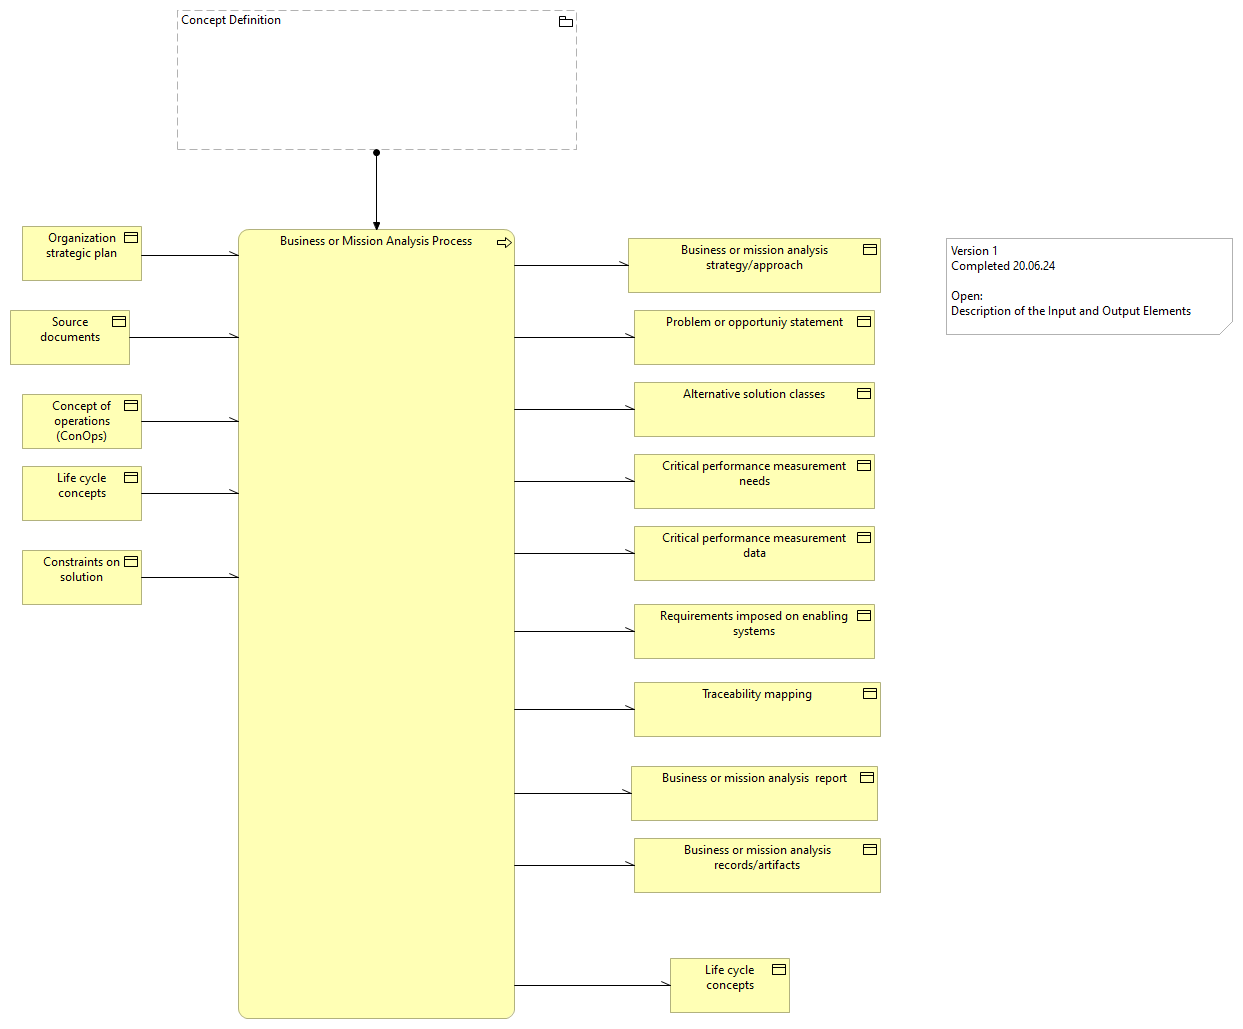 Concept Definition
Business or Mission Analysis Process
Organization
strategic plan
Source
documents
Concept of
operations
(ConOps)
Life cycle
concepts
Constraints on
solution
Business or mission analysis
strategy/approach
Problem or opportuniy statement
Alternative solution classes
Critical performance measurement
needs
Critical performance measurement
data
Requirements imposed on enabling
systems
Traceability mapping
Business or mission analysis  report
Business or mission analysis
records/artifacts
Life cycle
concepts
Version 1
Completed 20.06.24
Open:
Description of the Input and Output Elements